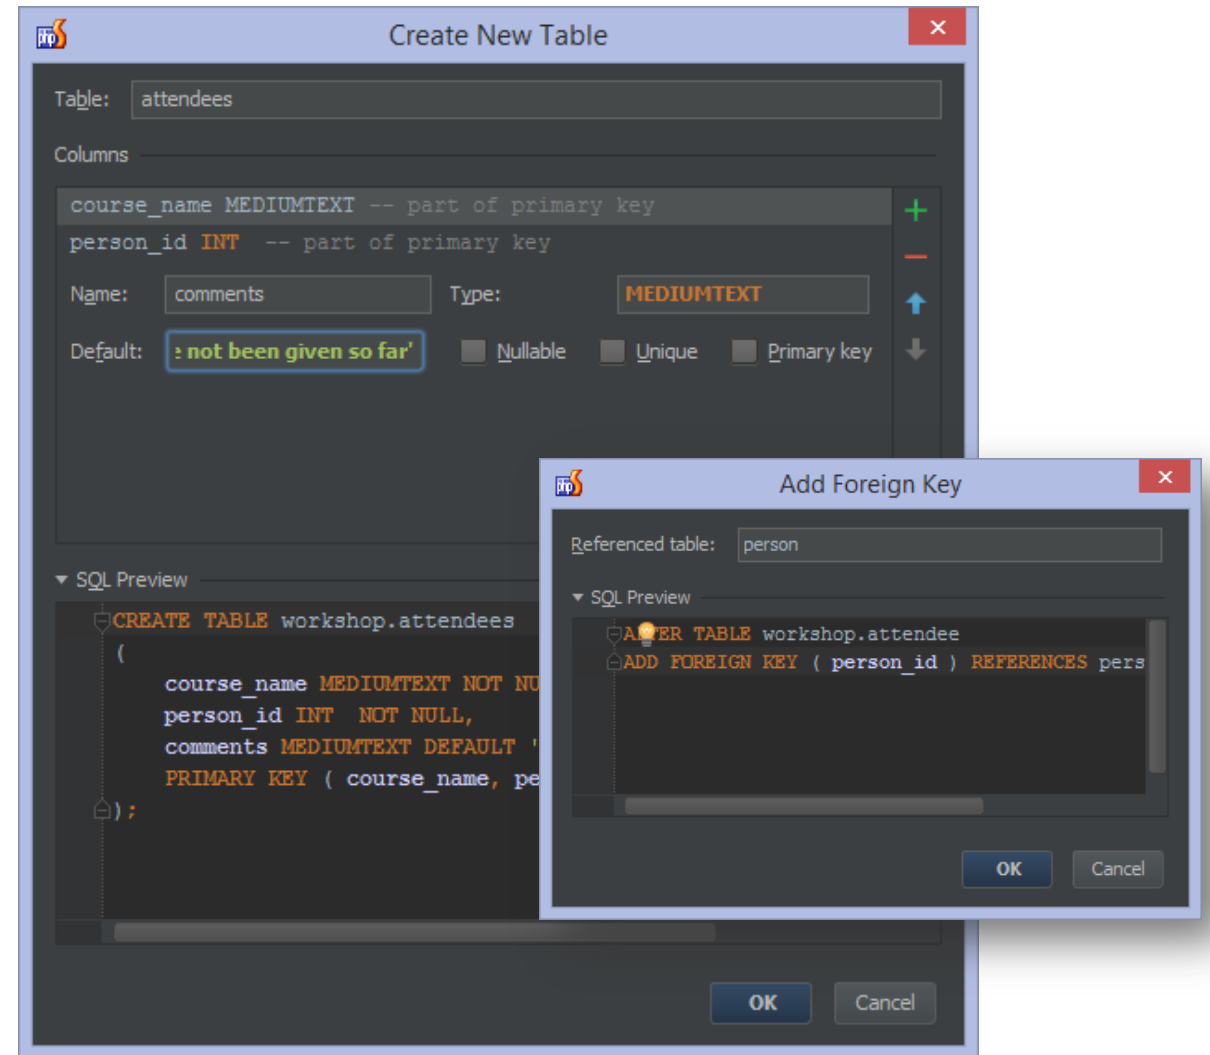 php
Create New Table
Table: attendees
Columns
course_name MEDIUMTEXT -- part of primary key
person_id INT -- part of primary key
Name: comments Type: MEDIUMTEXT
Default: not been given so far' Nullable Unique Primary key
SQL Preview
CREATE TABLE workshop.attendees
(
course_name MEDIUMTEXT NOT
person_id INT NOT NULL,
comments MEDIUMTEXT DEFAULT '
PRIMARY KEY ( course_name,
);
OK Cancel
php
Add Foreign Key
Referenced table: person
SQL Preview
TABLE workshop.attendee
ADD FOREIGN KEY ( person_id ) REFERENCES
OK Cancel